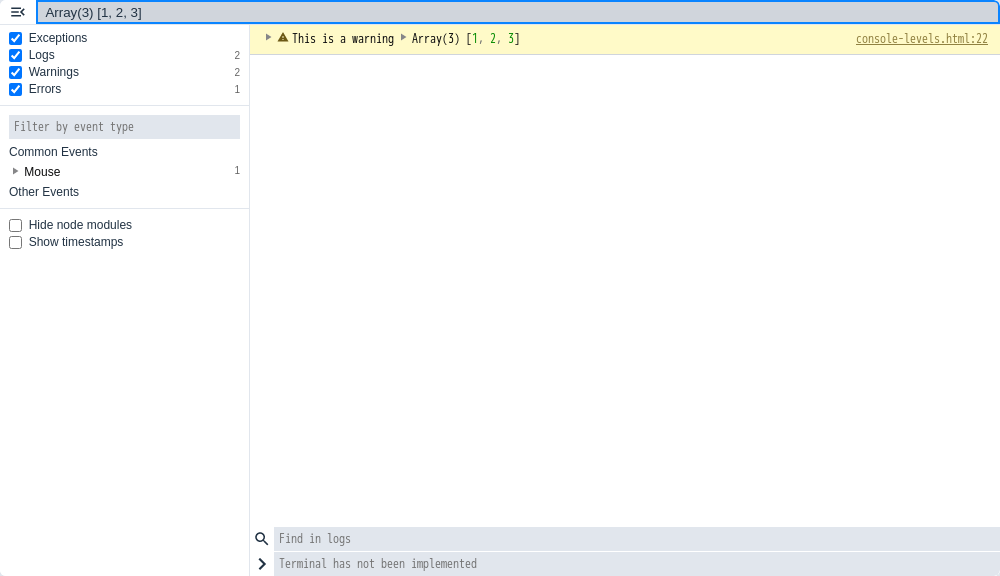 Array(3) [1, 2, 3]
Exceptions
Logs 2
Warnings 2
Errors 1
Filter by event type
Common Events
Mouse 1
Other Events
Hide node modules
Show timestamps
This is a warning Array(3) [1, 2, 3] console-levels.html:22
Find in logs
Terminal has not been implemented